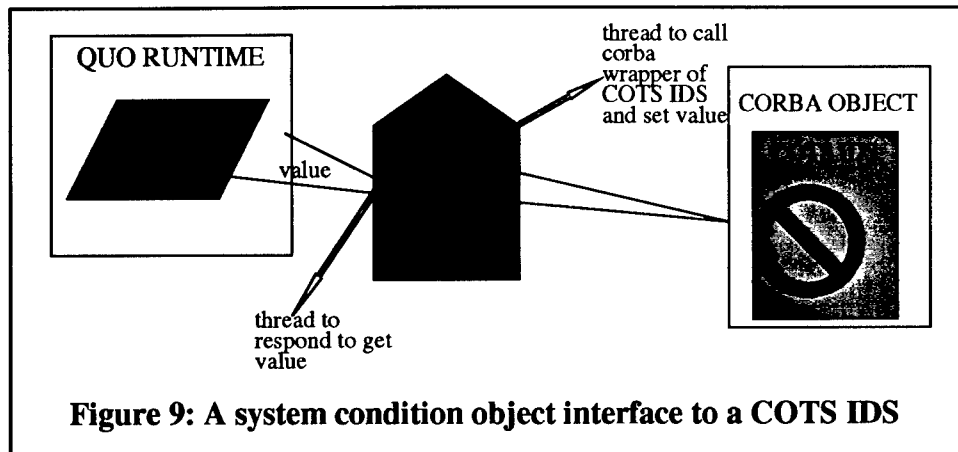 QUO RUNTIME
value
thread to
respond to get
value
thread to call
corba
wrapper of
COTS IDS
and set value
CORBA OBJECT
Figure 9: A system condition object interface to a COTS IDS